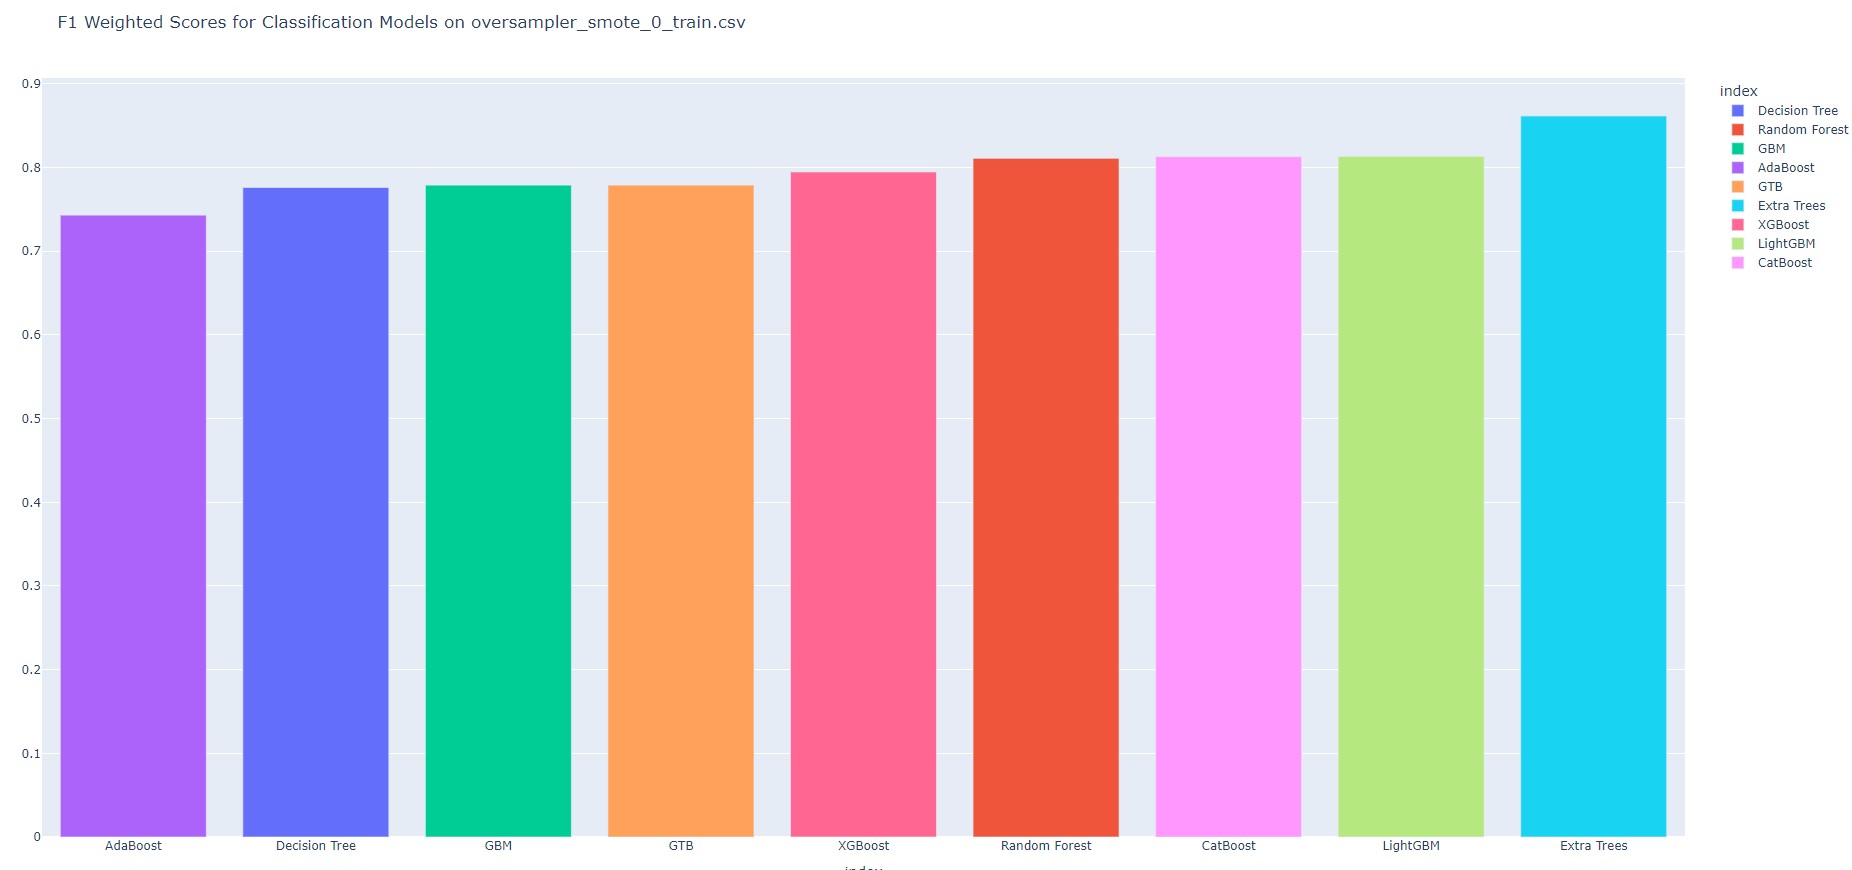 F1 Weighted Scores for Classification Models on oversampler_smote_0_train.csv
0.9
0.8
0.7
0.6
0.5
0.4
0.3
0.2
0.1
0
AdaBoost
Decision Tree
GBM
GTB
XGBoost
Random Forest
CatBoost
LightGBM
Extra Trees
index
index
Decision Tree
Random Forest
GBM
AdaBoost
GTB
Extra Trees
XGBoost
LightGBM
CatBoost